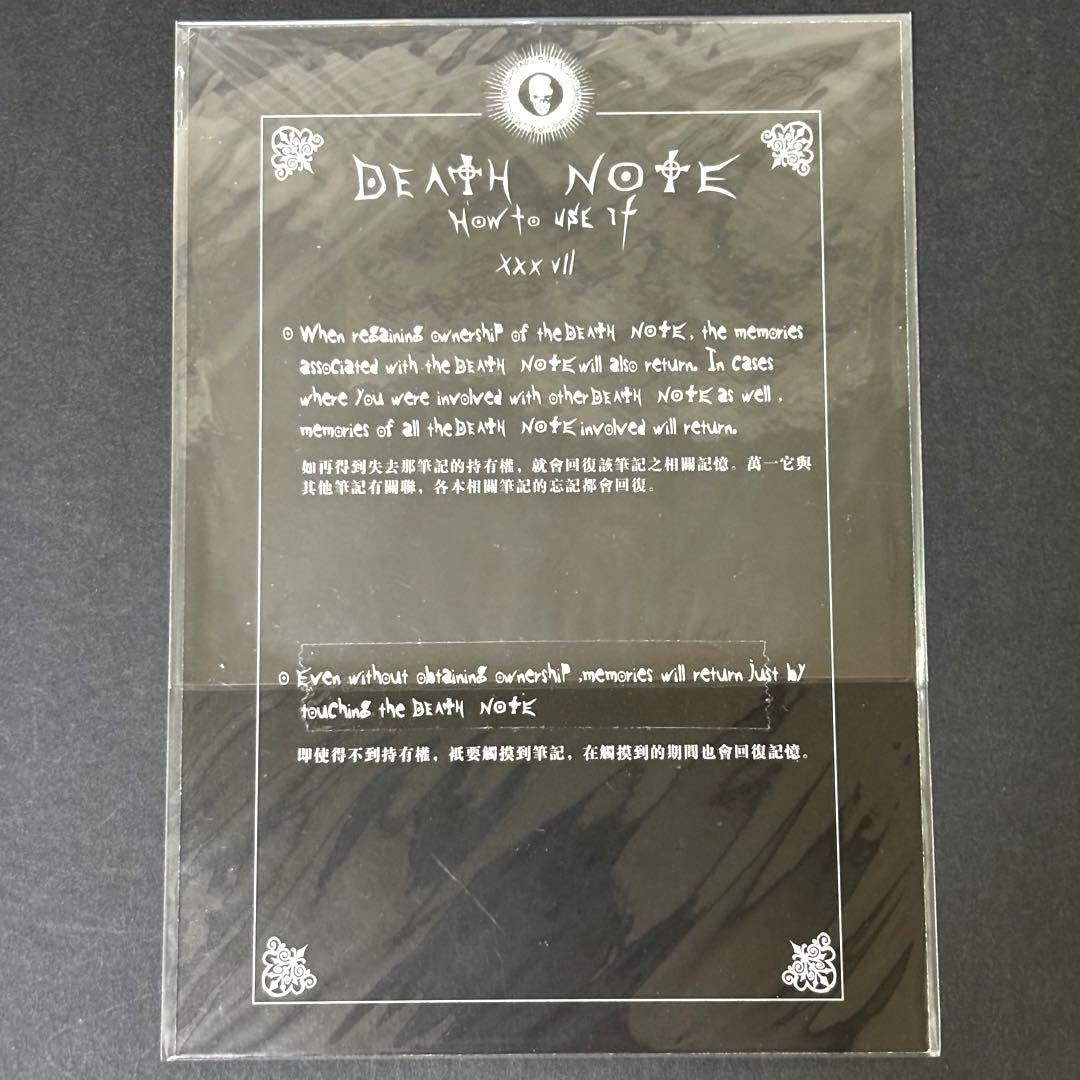 DEATH NOTE
How to use it
xxxvii
When regaining ownership of the DEATH NOTE, the memories
associated with the DEATH NOTE will also return. In cases
where you were involved with other DEATH NOTE as well,
memories of all the DEATH NOTE involved will return.
如再得到失去那筆記的持有權，就會回復該筆記之相關記憶。萬一它與
其他筆記有關聯，各本相關筆記的忘記都會回復。
Even without obtaining ownership, memories will return just by
touching the DEATH NOTE
即使得不到持有權，祇要觸摸到筆記，在觸摸到的期間也會回復記憶。